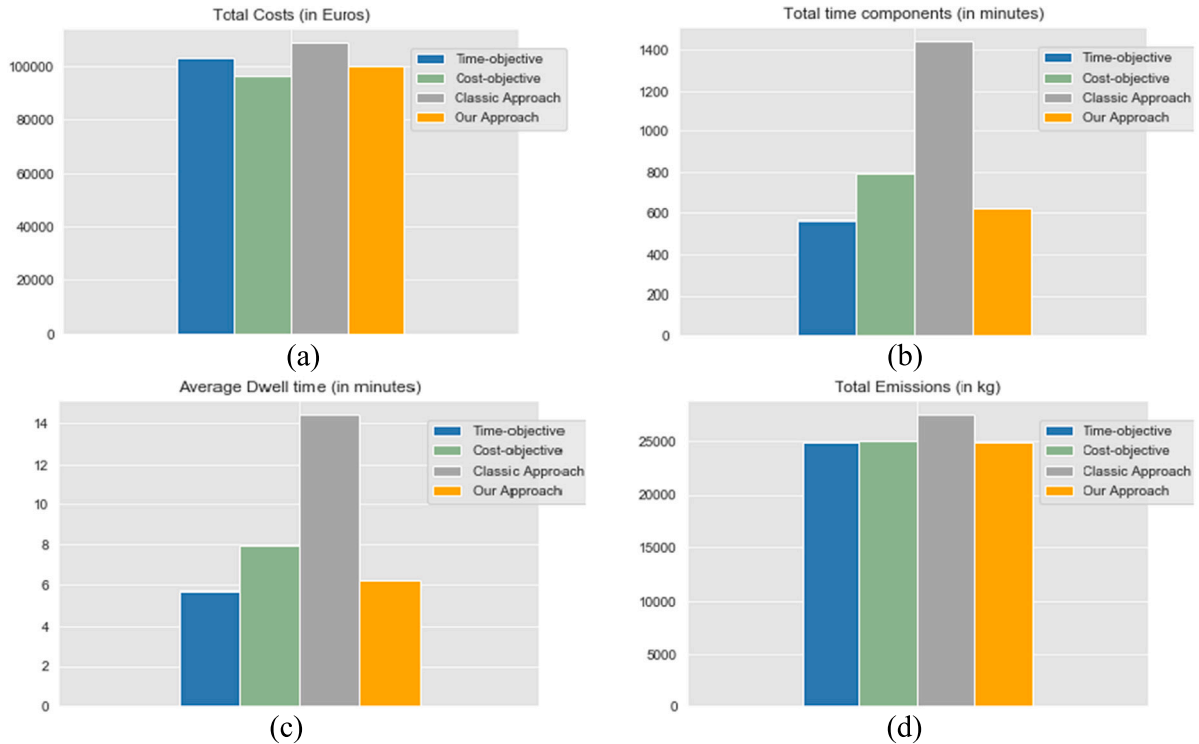 Total Costs (in Euros)
100000
80000
60000
40000
20000
0
Time-objective
Cost-objective
Classic Approach
Our Approach
(a)
Total time components (in minutes)
1400
1200
1000
800
600
400
200
0
Time-objective
Cost-objective
Classic Approach
Our Approach
(b)
Average Dwell time (in minutes)
14
12
10
8
6
4
2
0
Time-objective
Cost-objective
Classic Approach
Our Approach
(c)
Total Emissions (in kg)
25000
20000
15000
10000
5000
0
Time-objective
Cost-objective
Classic Approach
Our Approach
(d)